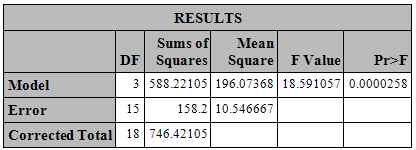 RESULTS
DF Sums of Squares Mean Square F Value Pr>F
Model 3 588.22105 196.07368 18.591057 0.0000258
Error 15 158.2 10.546667
Corrected Total 18 746.42105